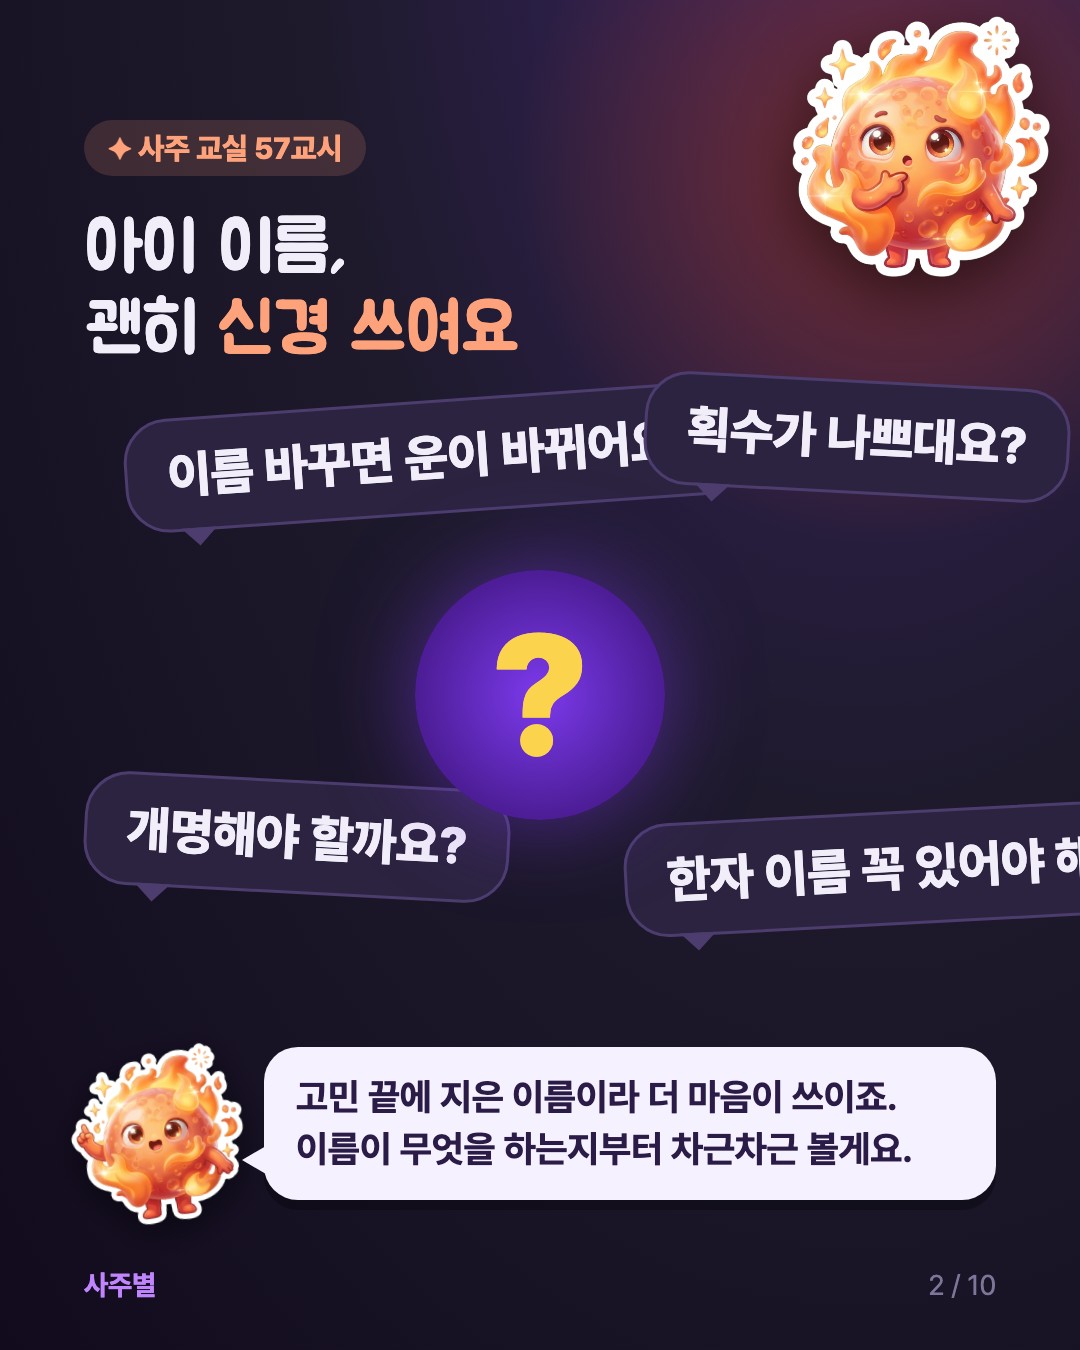 사주 교실 57교시
아이 이름,
괜히 신경 쓰여요
이름 바꾸면 운이 바뀌어
획수가 나쁘대요?
?
개명해야 할까요?
한자 이름 꼭 있어야
고민 끝에 지은 이름이라 더 마음이 쓰이죠.
이름이 무엇을 하는지부터 차근차근 볼게요.
사주별
2 / 10